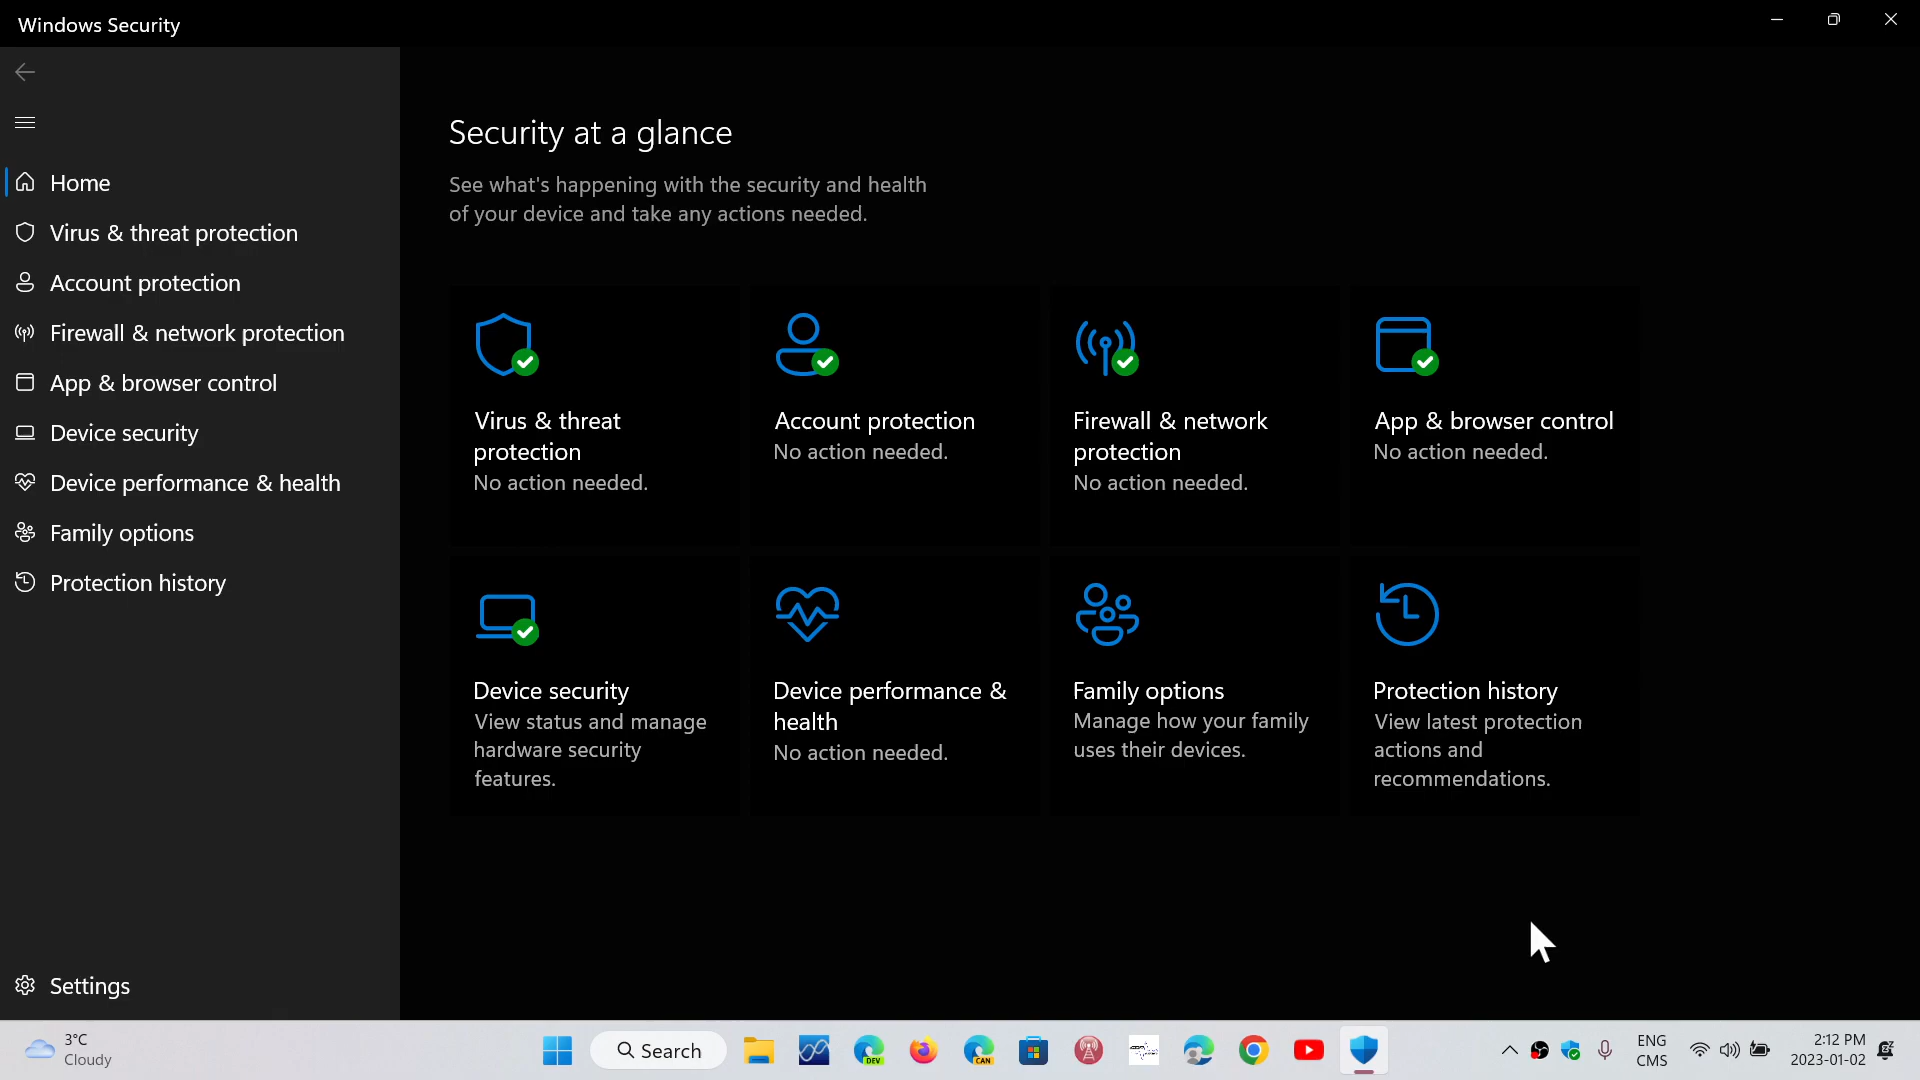 Windows Security
Home
Virus & threat protection
Account protection
Firewall & network protection
App & browser control
Device security
Device performance & health
Family options
Protection history
Settings
Security at a glance
See what's happening with the security and health
of your device and take any actions needed.
Virus & threat
protection
No action needed.
Account protection
No action needed.
Firewall & network
protection
No action needed.
App & browser control
No action needed.
Device security
View status and manage
hardware security
features.
Device performance &
health
No action needed.
Family options
Manage how your family
uses their devices.
Protection history
View latest protection
actions and
recommendations.
3°C
Cloudy
Search
DEV
CAN
ENG
CMS
2:12 PM
2023-01-02